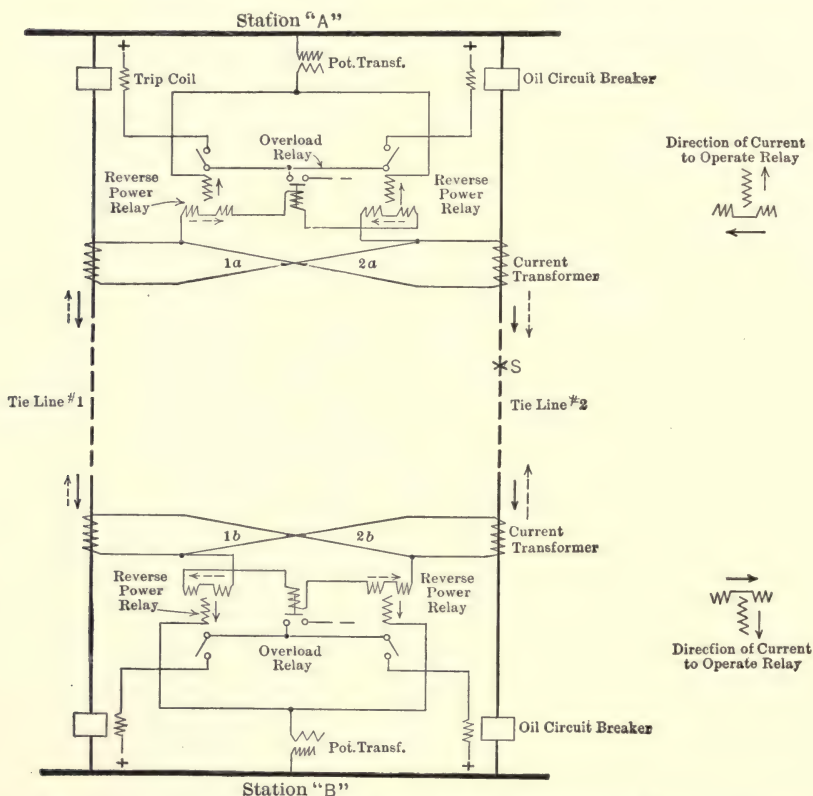 Station "A"
+
+
Trip Coil
Pot. Transf.
Oil Circuit Breaker
Overload
Relay
Direction of Current
to Operate Relay
Reverse
Power
Relay
Reverse
Power
Relay
1a
2a
Current
Transformer
S
Tie Line #1
Tie Line #2
1b
2b
Current
Transformer
Reverse
Power
Relay
Reverse
Power
Relay
Overload
Relay
Direction of Current
to Operate Relay
Oil Circuit Breaker
Pot. Transf.
+
+
Station "B"